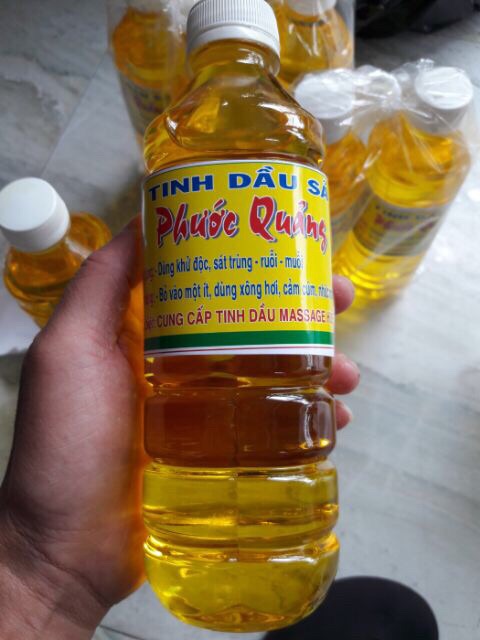 TINH DẦU SẢ
Phước Quảng
- Dùng khử độc, sát trùng - ruồi - muỗi
- Bỏ vào một ít, dùng xông hơi, cảm cúm,
CUNG CẤP TINH DẦU MASSAGE